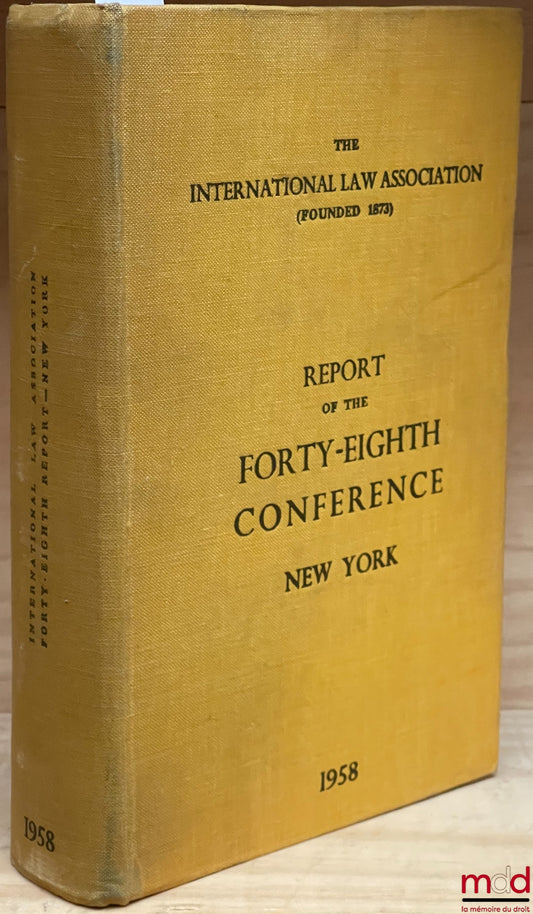 THE
INTERNATIONAL LAW ASSOCIATION
(FOUNDED 1873)
REPORT
OF THE
FORTY-EIGHTH
CONFERENCE
NEW YORK
1958
INTERNATIONAL LAW ASSOCIATION
FORTY-EIGHTH REPORT—NEW YORK
1958
mdd
la mémoire du droit